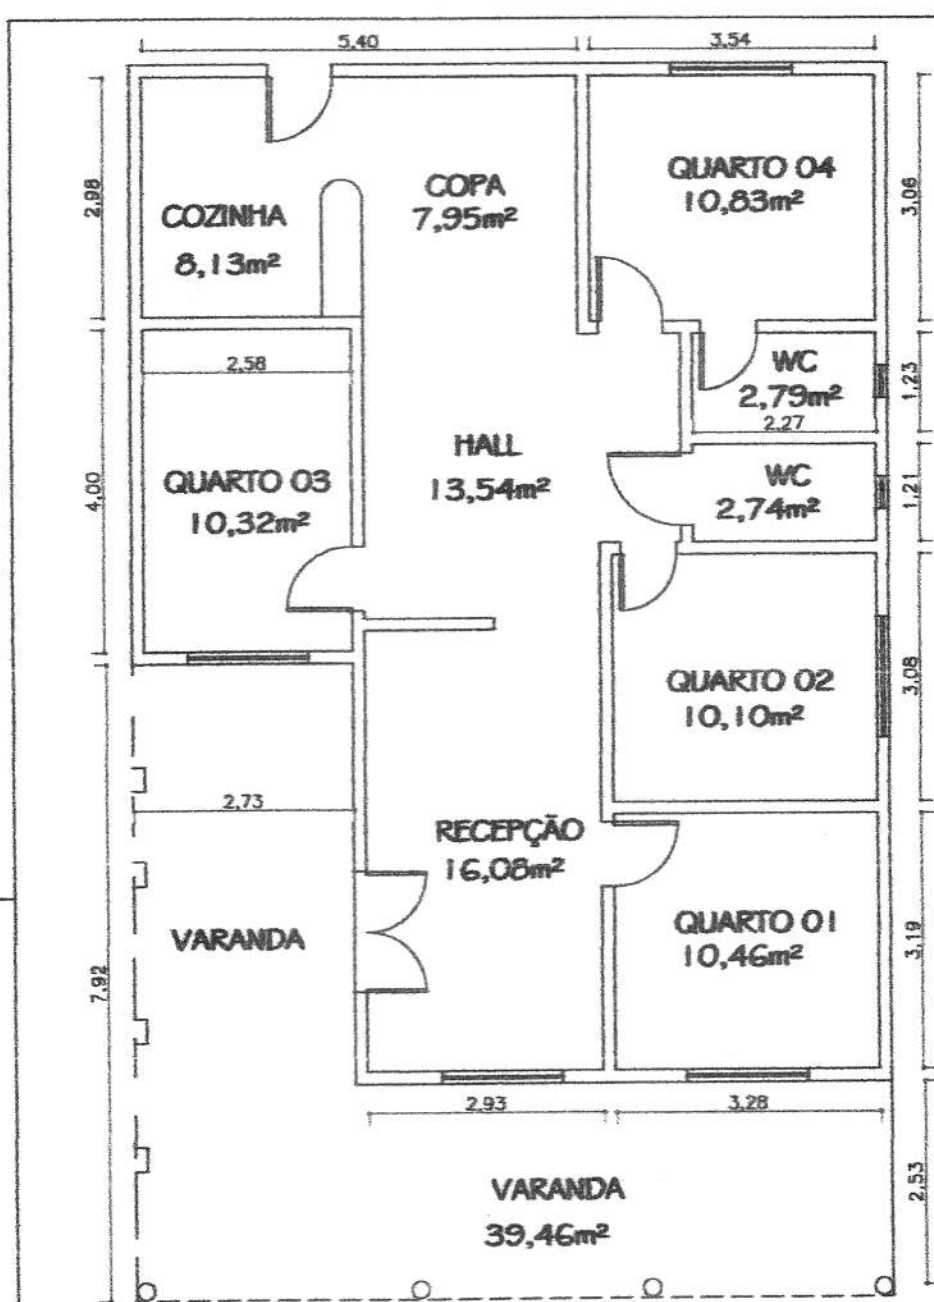 5.40
3.54
2.98
COZINHA
8,13m²
COPA
7,95m²
QUARTO 04
10,83m²
3.06
2.58
QUARTO 03
10,32m²
4.00
HALL
13,54m²
WC
2,79m²
2.27
1.23
WC
2,74m²
1.21
QUARTO 02
10,10m²
3.08
2.73
VARANDA
7.92
RECEPÇÃO
16,08m²
QUARTO 01
10,46m²
3.19
2.93
3.28
VARANDA
39,46m²
2.53